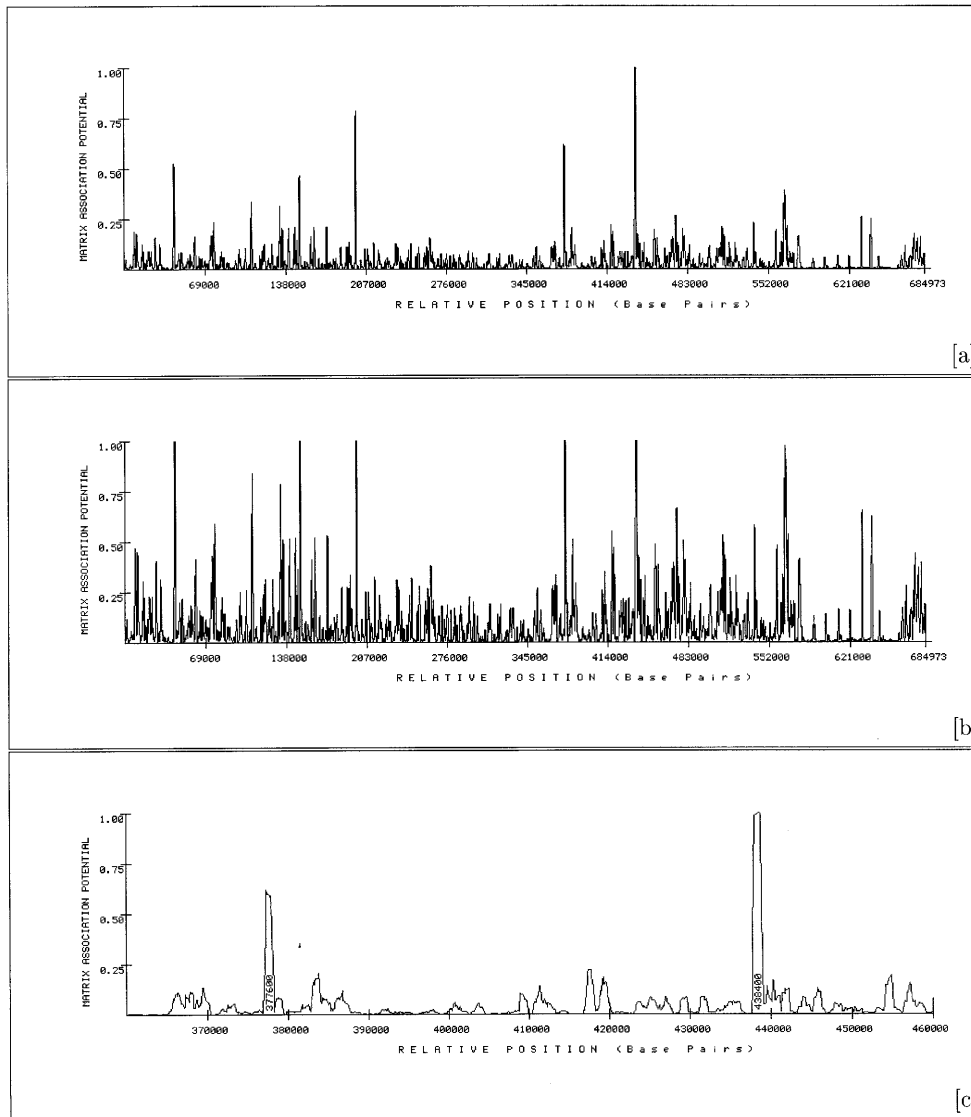 MATRIX ASSOCIATION POTENTIAL
1.00
0.75
0.50
0.25
69000 138000 207000 276000 345000 414000 483000 552000 621000 684973
RELATIVE POSITION (Base Pairs)
[a]
MATRIX ASSOCIATION POTENTIAL
1.00
0.75
0.50
0.25
69000 138000 207000 276000 345000 414000 483000 552000 621000 684973
RELATIVE POSITION (Base Pairs)
[b
MATRIX ASSOCIATION POTENTIAL
1.00
0.75
0.50
0.25
377600
438400
370000 380000 390000 400000 410000 420000 430000 440000 450000 460000
RELATIVE POSITION (Base Pairs)
[c